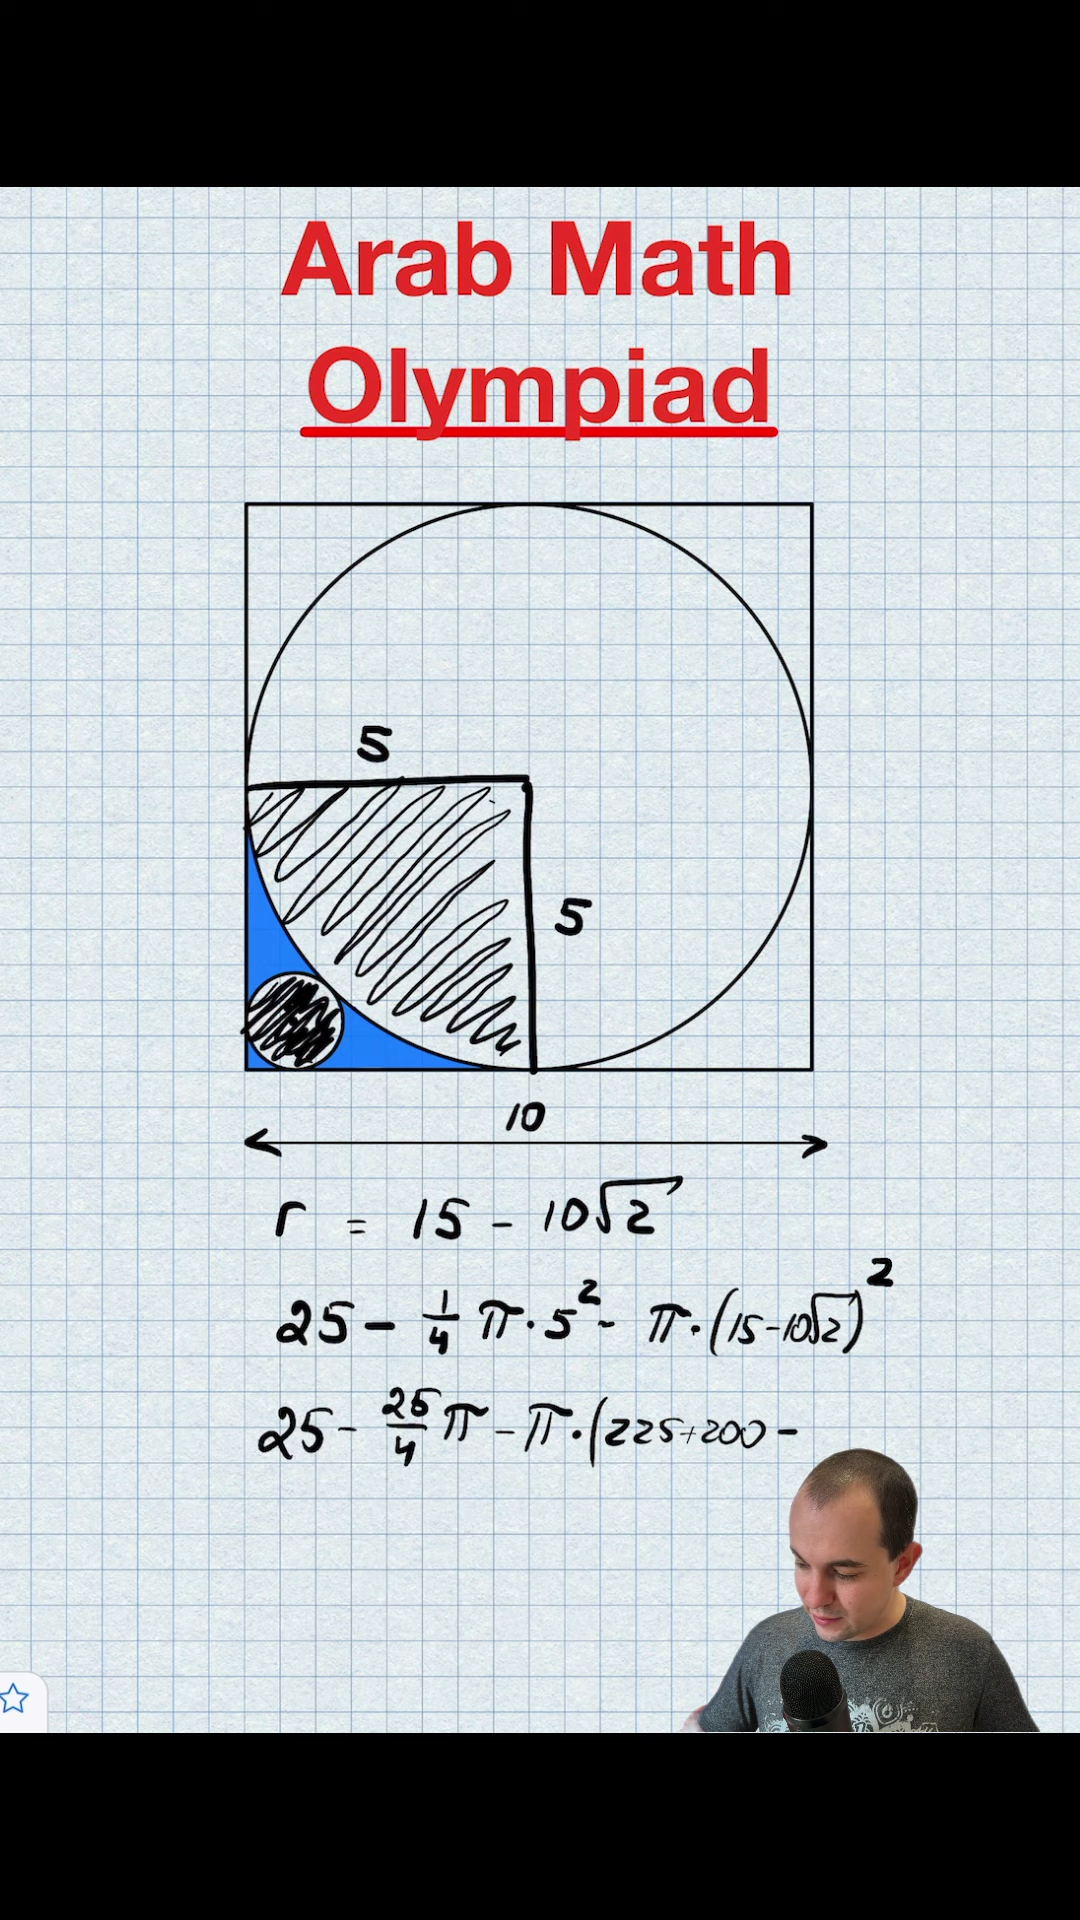 Arab Math
Olympiad
5
5
10
r = 15 - 10√2
25 - 1/4 π · 5² - π · (15-10√2)²
25 - 25/4 π - π · (225+200 -